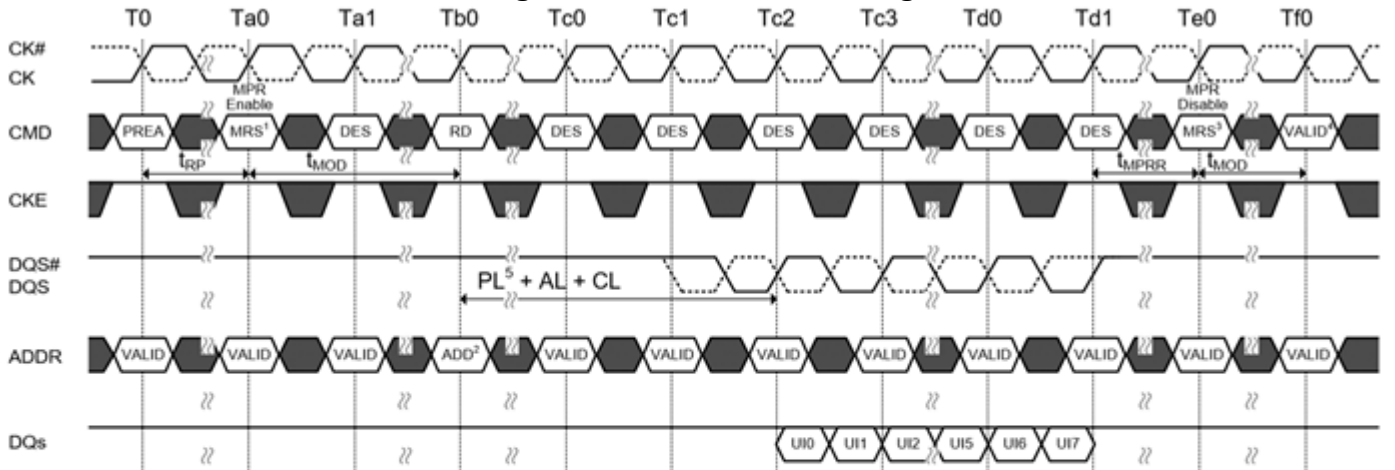 T0 Ta0 Ta1 Tb0 Tc0 Tc1 Tc2 Tc3 Td0 Td1 Te0 Tf0
CK#
CK
MPR Enable MPR Disable
CMD PREA MRS¹ DES RD DES DES DES DES DES DES MRS³ VALID⁴
tRP tMOD tMPRR tMOD
CKE
DQS#
DQS
PL⁵ + AL + CL
ADDR VALID VALID VALID ADD² VALID VALID VALID VALID VALID VALID VALID VALID
DQs UI0 UI1 UI2 UI5 UI6 UI7